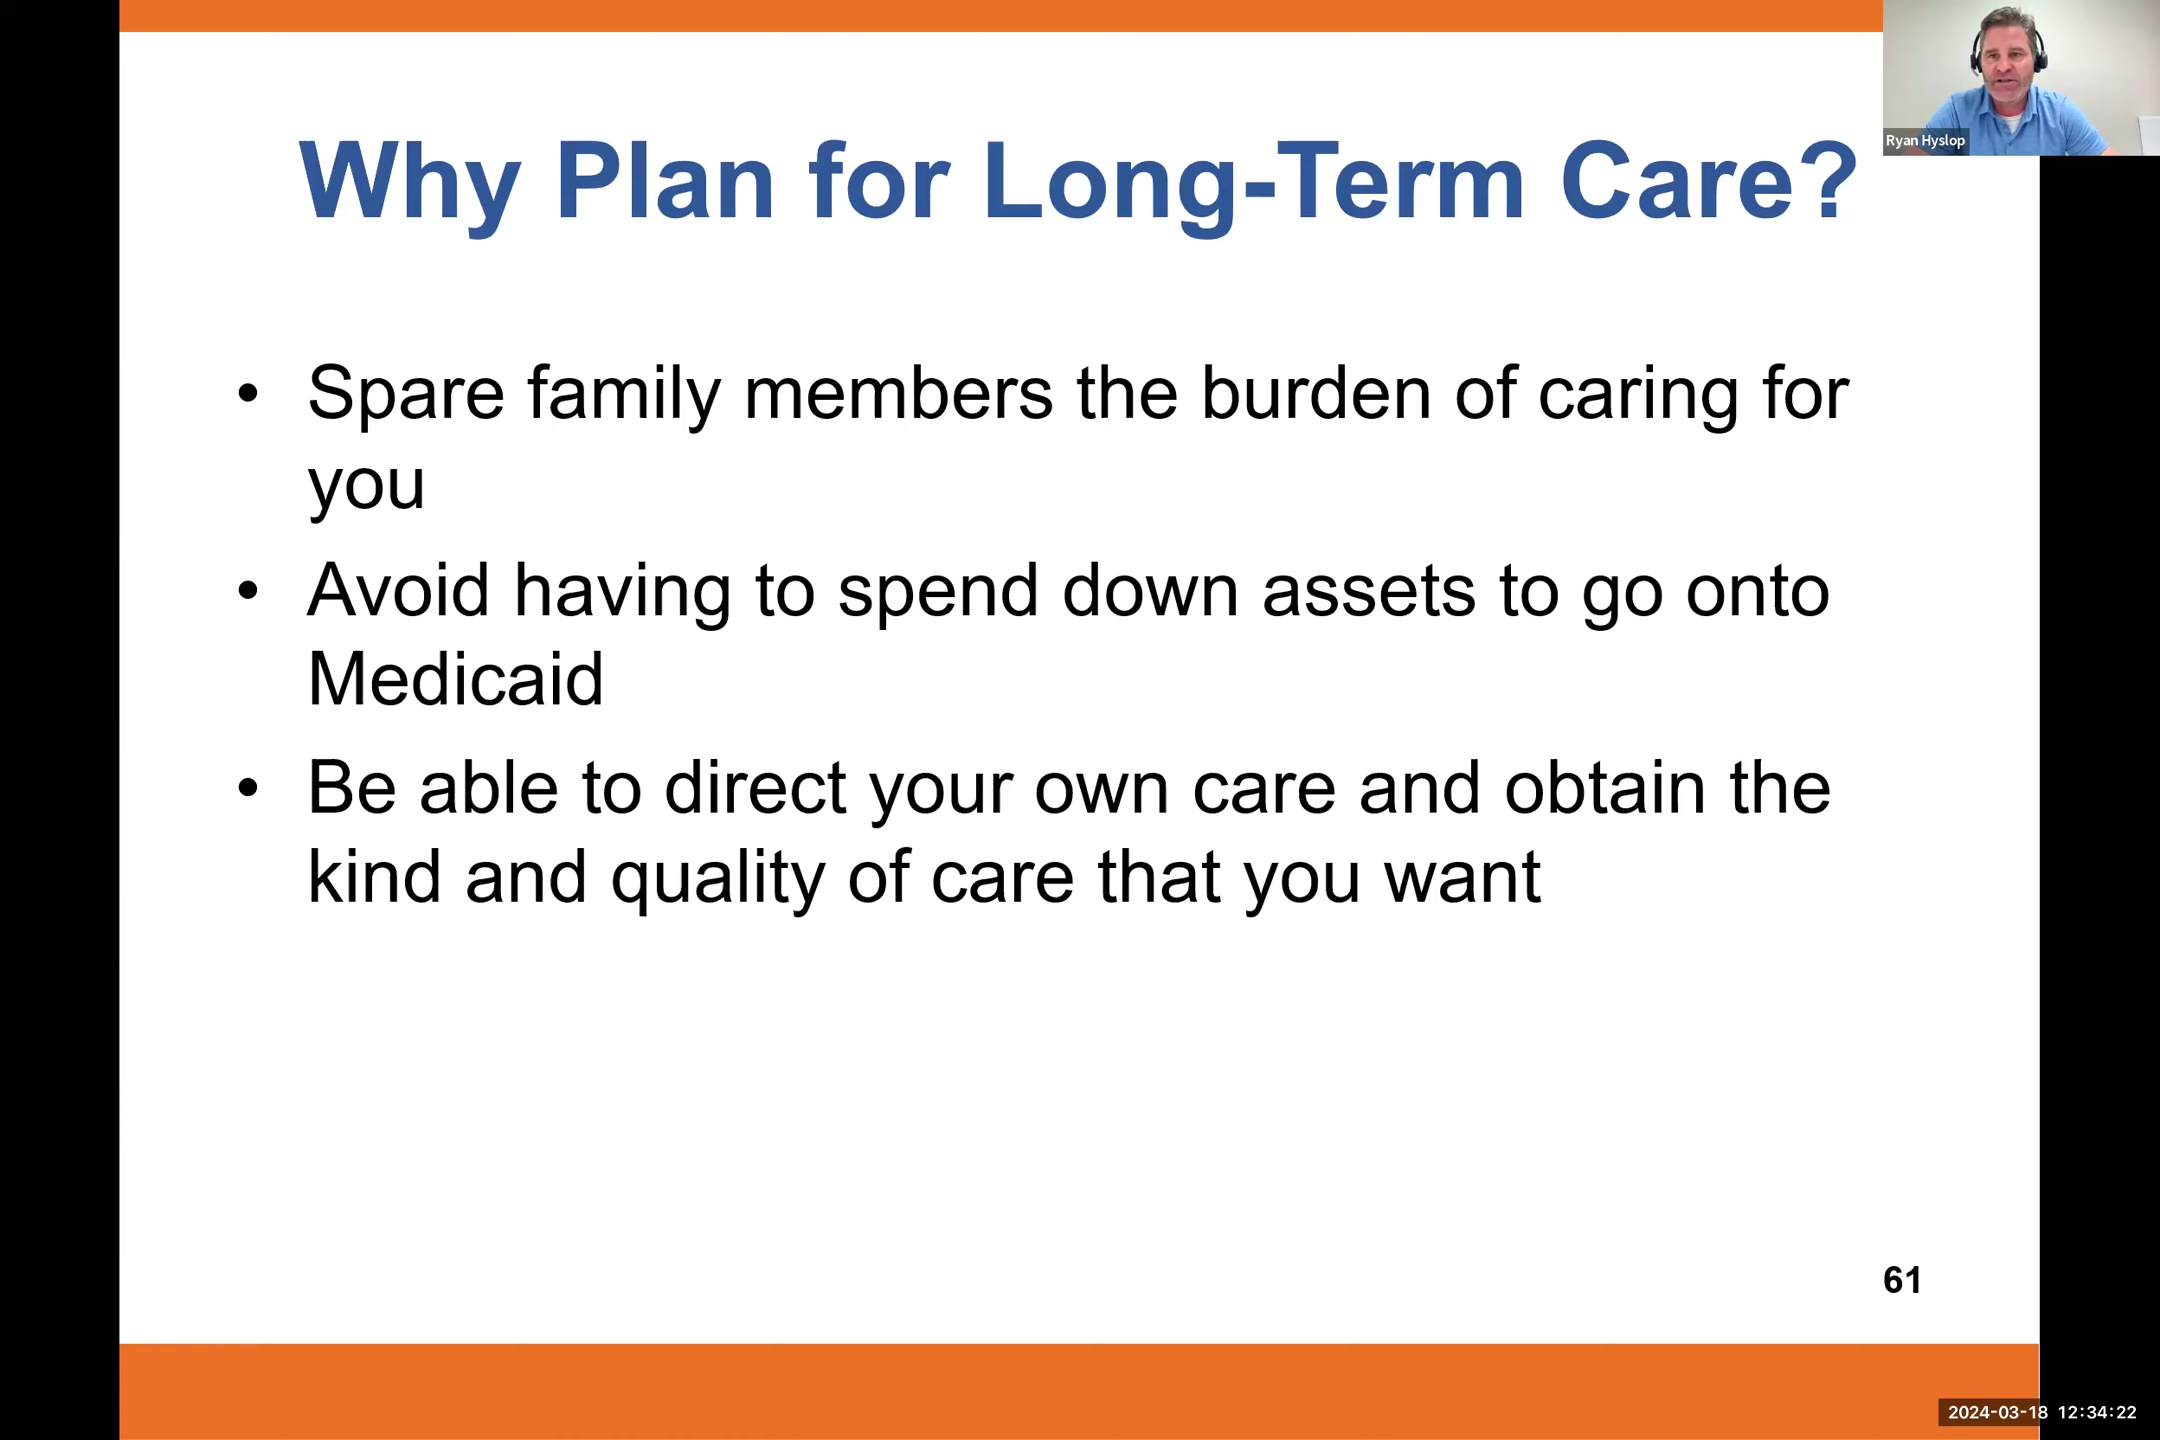 Ryan Hyslop
Why Plan for Long-Term Care?
• Spare family members the burden of caring for
you
• Avoid having to spend down assets to go onto
Medicaid
• Be able to direct your own care and obtain the
kind and quality of care that you want
61
2024-03-18 12:34:22